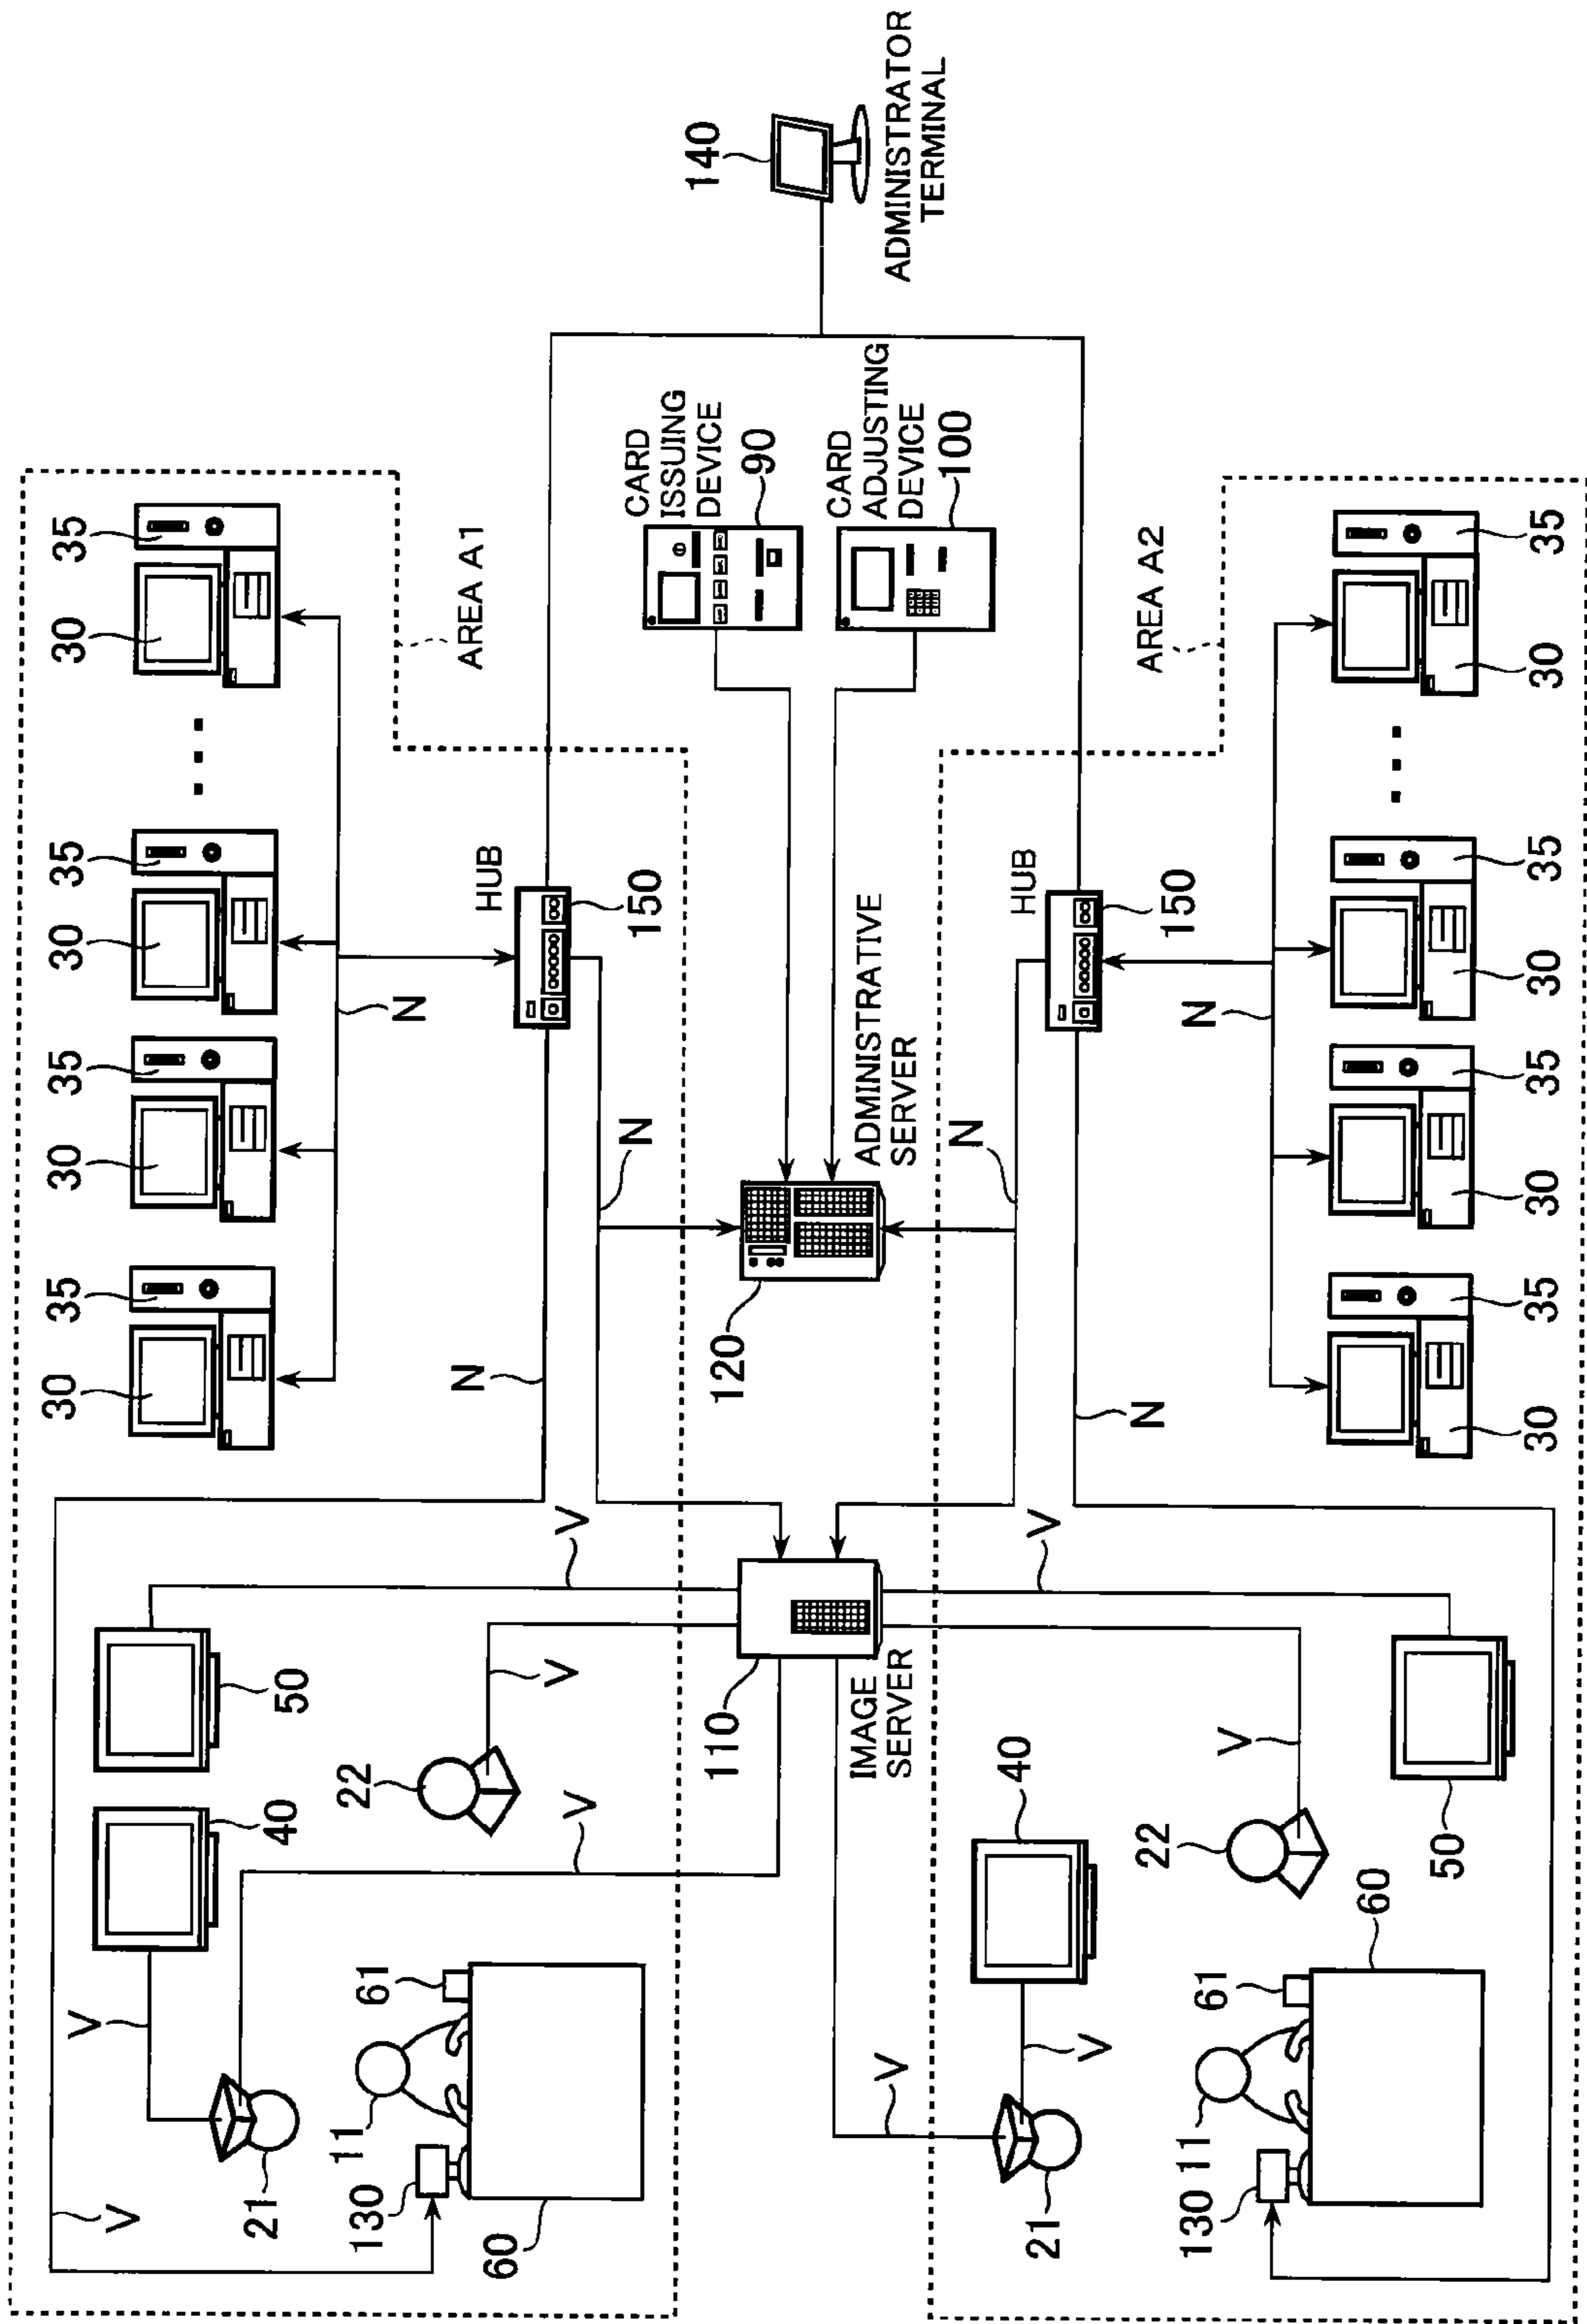 30
35
30
35
30
35
30
35
AREA A1
N
HUB
150
N
N
V
50
40
V
V
22
V
V
21
130
11
61
60
110
IMAGE
SERVER
120
ADMINISTRATIVE
SERVER
CARD
ISSUING
DEVICE
90
CARD
ADJUSTING
DEVICE
100
140
ADMINISTRATOR
TERMINAL
AREA A2
HUB
150
N
N
N
V
40
V
V
21
22
V
50
130
11
61
60
30
35
30
35
30
35
30
35